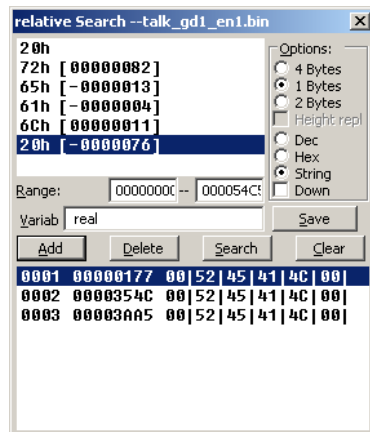 relative Search --talk_gd1_en1.bin
20h
72h [00000082]
65h [-0000013]
61h [-0000004]
6Ch [00000011]
20h [-0000076]
Options:
4 Bytes
1 Bytes
2 Bytes
Height repl
Dec
Hex
String
Down
Range: 0000000C -- 000054C5
Variab real
Save
Add Delete Search Clear
0001 00000177 00|52|45|41|4C|00|
0002 0000354C 00|52|45|41|4C|00|
0003 00003AA5 00|52|45|41|4C|00|